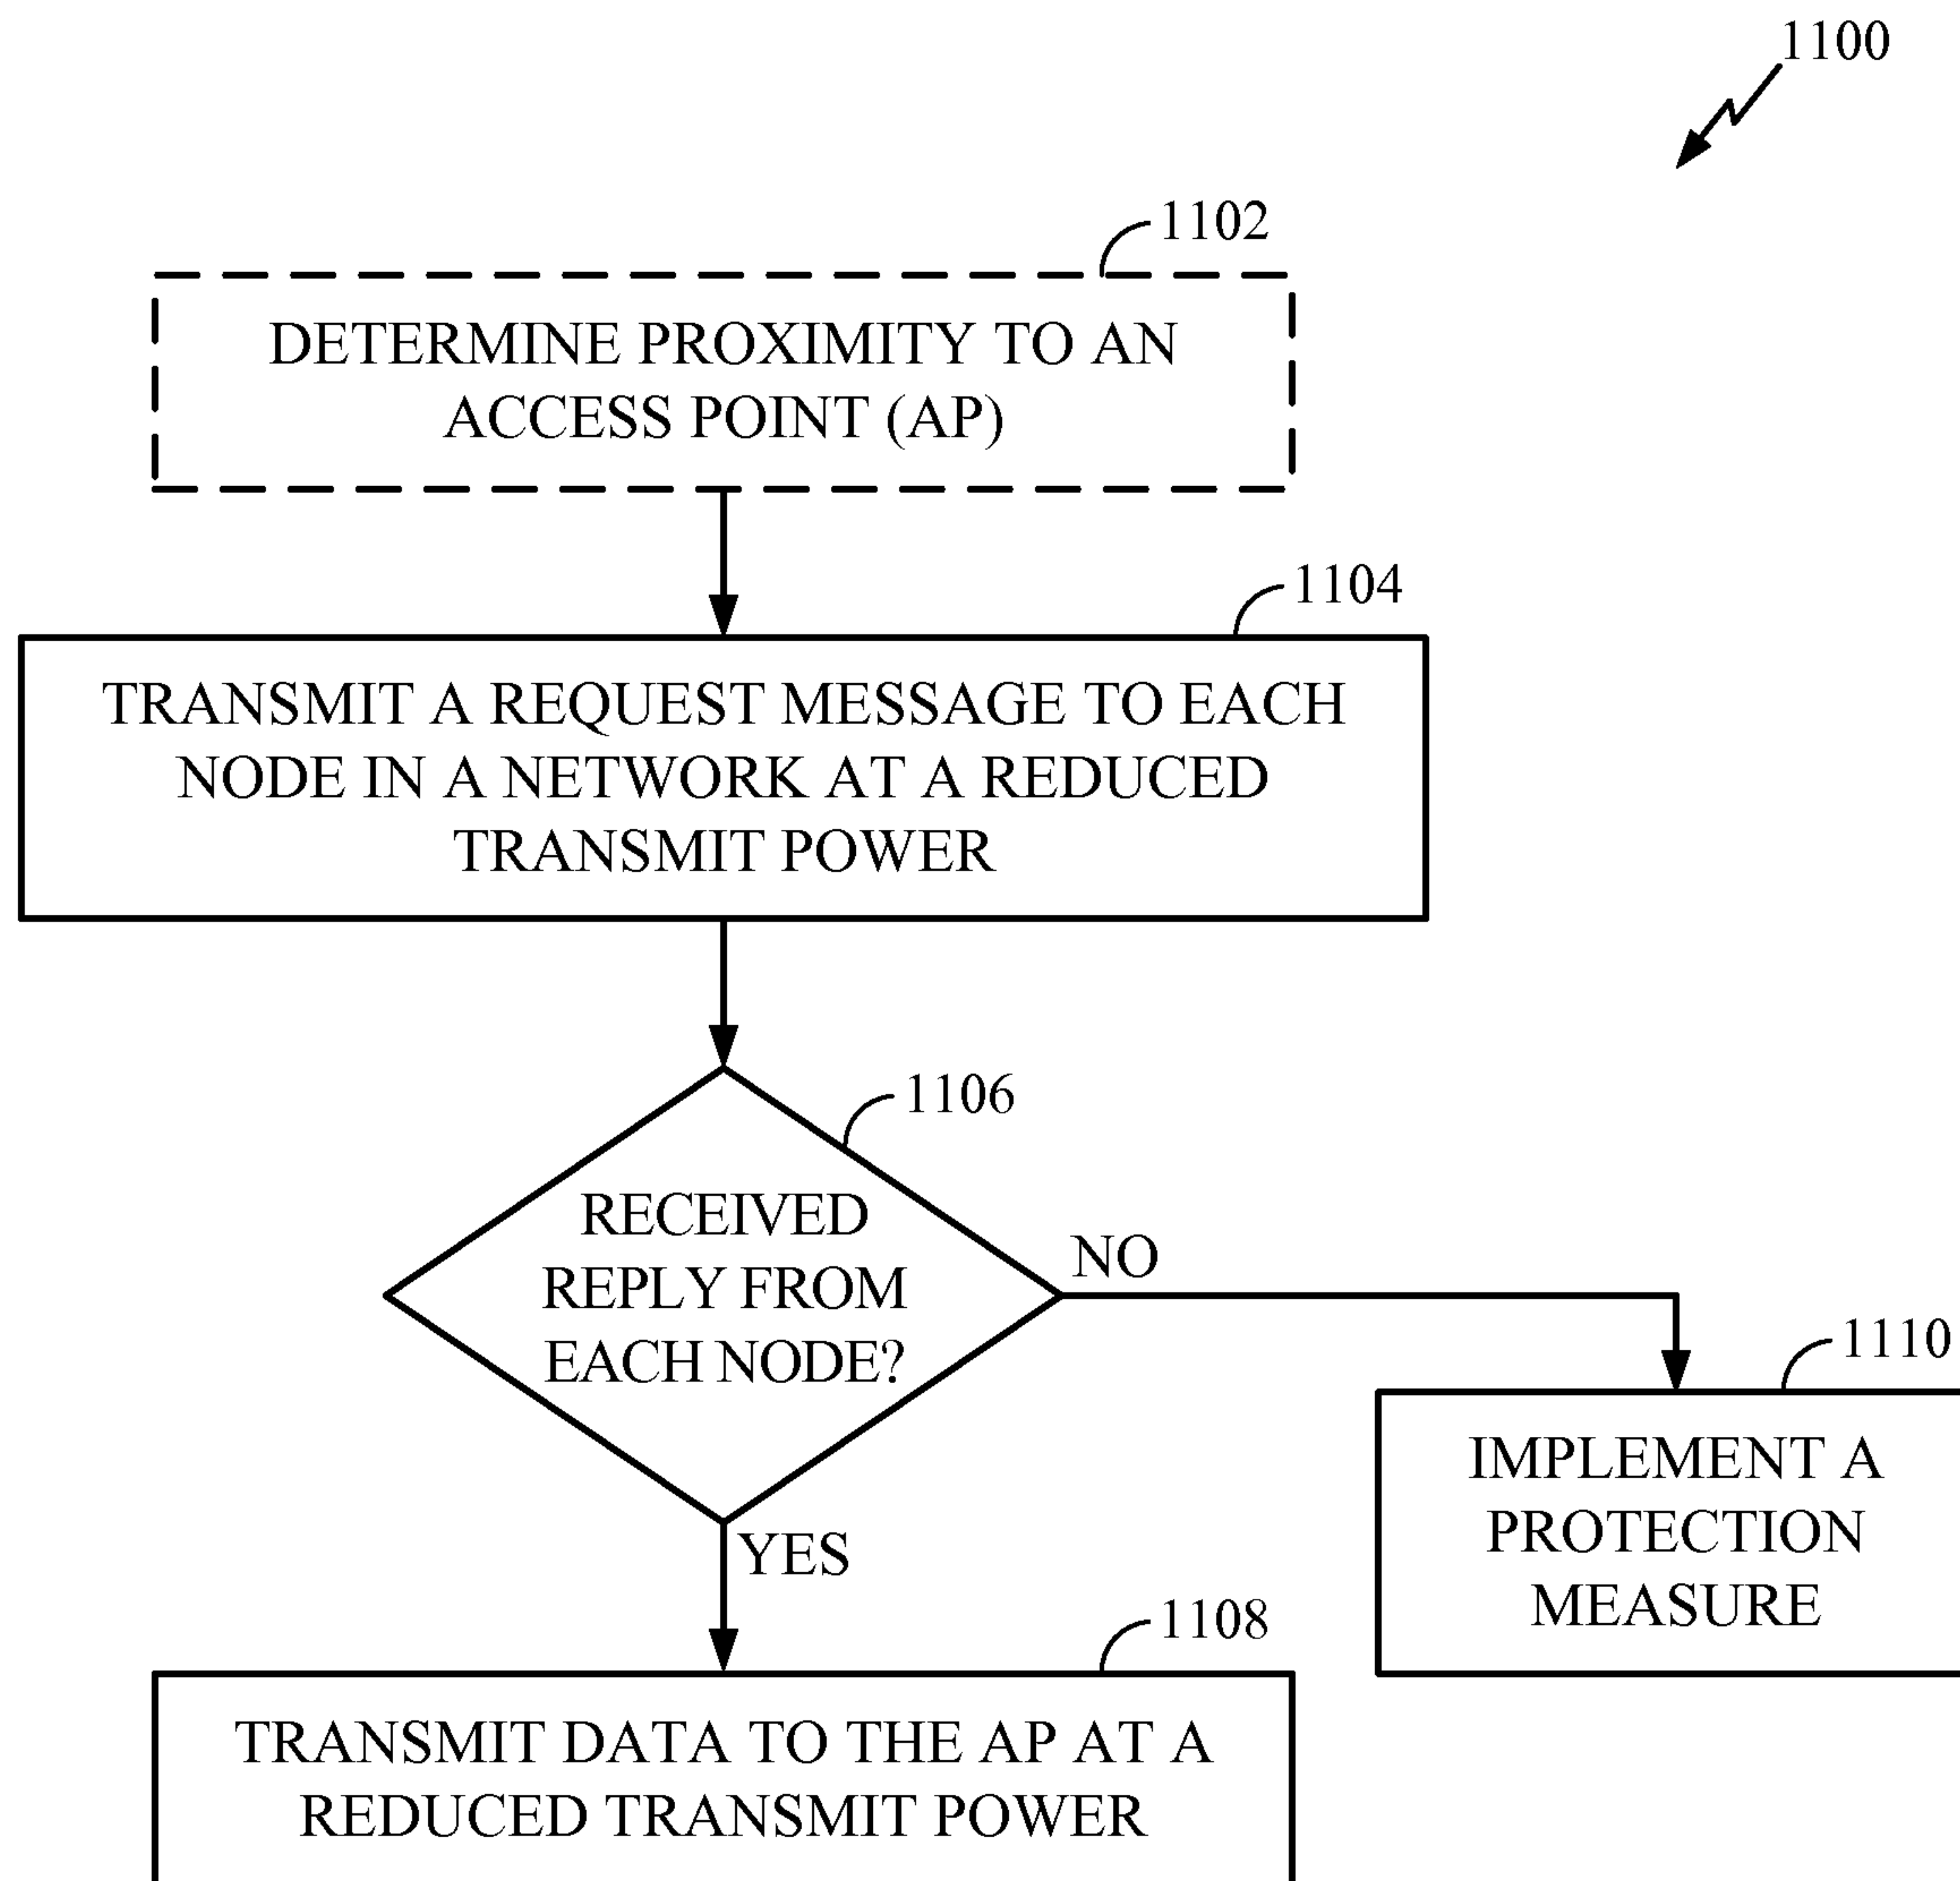 1100
1102
DETERMINE PROXIMITY TO AN
ACCESS POINT (AP)
1104
TRANSMIT A REQUEST MESSAGE TO EACH
NODE IN A NETWORK AT A REDUCED
TRANSMIT POWER
1106
RECEIVED
REPLY FROM
EACH NODE?
NO
1110
IMPLEMENT A
PROTECTION
MEASURE
YES
1108
TRANSMIT DATA TO THE AP AT A
REDUCED TRANSMIT POWER